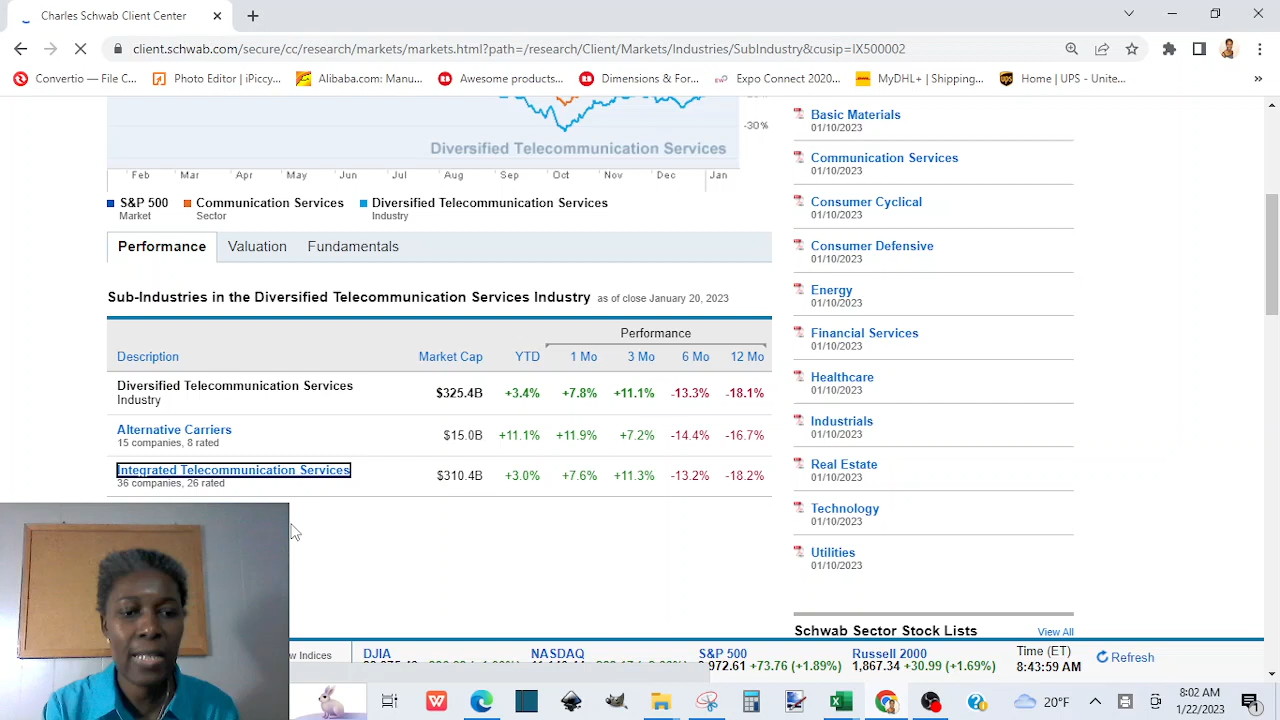 Charles Schwab Client Center
client.schwab.com/secure/cc/research/markets/markets.html?path=/research/Client/Markets/Industries/SubIndustry&cusip=IX500002
Convertio — File C...
Photo Editor | iPiccy...
Alibaba.com: Manu...
Awesome products...
Dimensions & For...
Expo Connect 2020...
MyDHL+ | Shipping...
Home | UPS - Unite...
»
-30%
Diversified Telecommunication Services
Feb Mar Apr May Jun Jul Aug Sep Oct Nov Dec Jan
S&P 500
Market
Communication Services
Sector
Diversified Telecommunication Services
Industry
Performance Valuation Fundamentals
Sub-Industries in the Diversified Telecommunication Services Industry as of close January 20, 2023
Performance
Description Market Cap YTD 1 Mo 3 Mo 6 Mo 12 Mo
Diversified Telecommunication Services
Industry
$325.4B +3.4% +7.8% +11.1% -13.3% -18.1%
Alternative Carriers
15 companies, 8 rated
$15.0B +11.1% +11.9% +7.2% -14.4% -16.7%
Integrated Telecommunication Services
36 companies, 26 rated
$310.4B +3.0% +7.6% +11.3% -13.2% -18.2%
Basic Materials
01/10/2023
Communication Services
01/10/2023
Consumer Cyclical
01/10/2023
Consumer Defensive
01/10/2023
Energy
01/10/2023
Financial Services
01/10/2023
Healthcare
01/10/2023
Industrials
01/10/2023
Real Estate
01/10/2023
Technology
01/10/2023
Utilities
01/10/2023
Schwab Sector Stock Lists View All
Indices
DJIA
NASDAQ
S&P 500
972.61 +73.76 (+1.89%)
Russell 2000
1,867.34 +30.99 (+1.69%)
Time (ET)
8:43:59 AM
Refresh
20°F
8:02 AM
1/22/2023
1